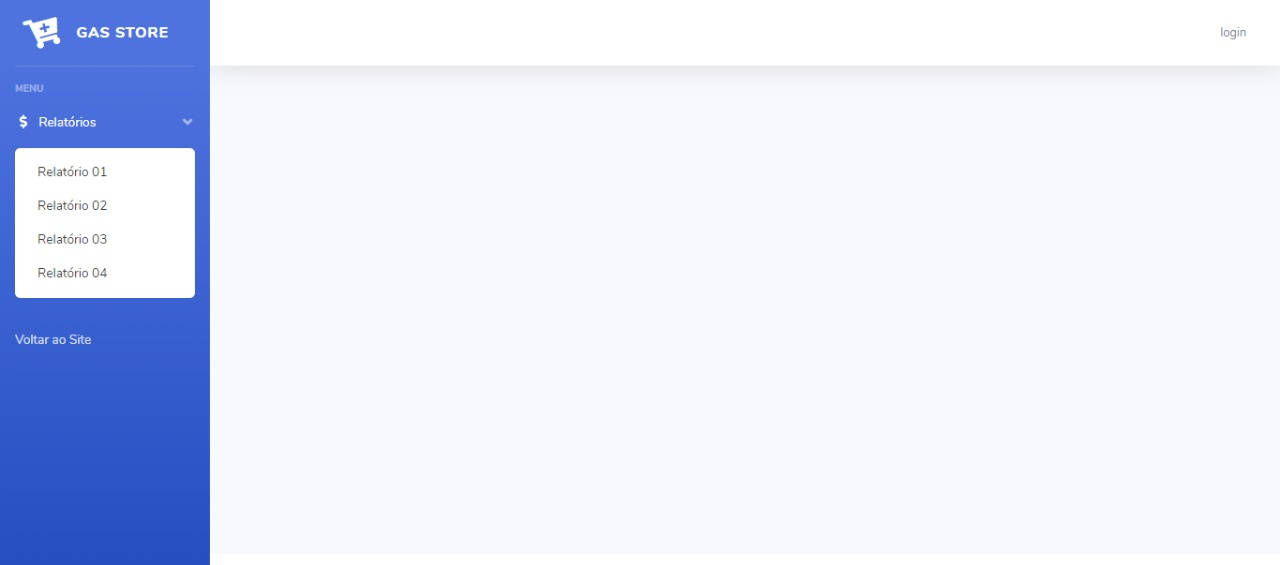 GAS STORE
login
MENU
$ Relatórios
Relatório 01
Relatório 02
Relatório 03
Relatório 04
Voltar ao Site